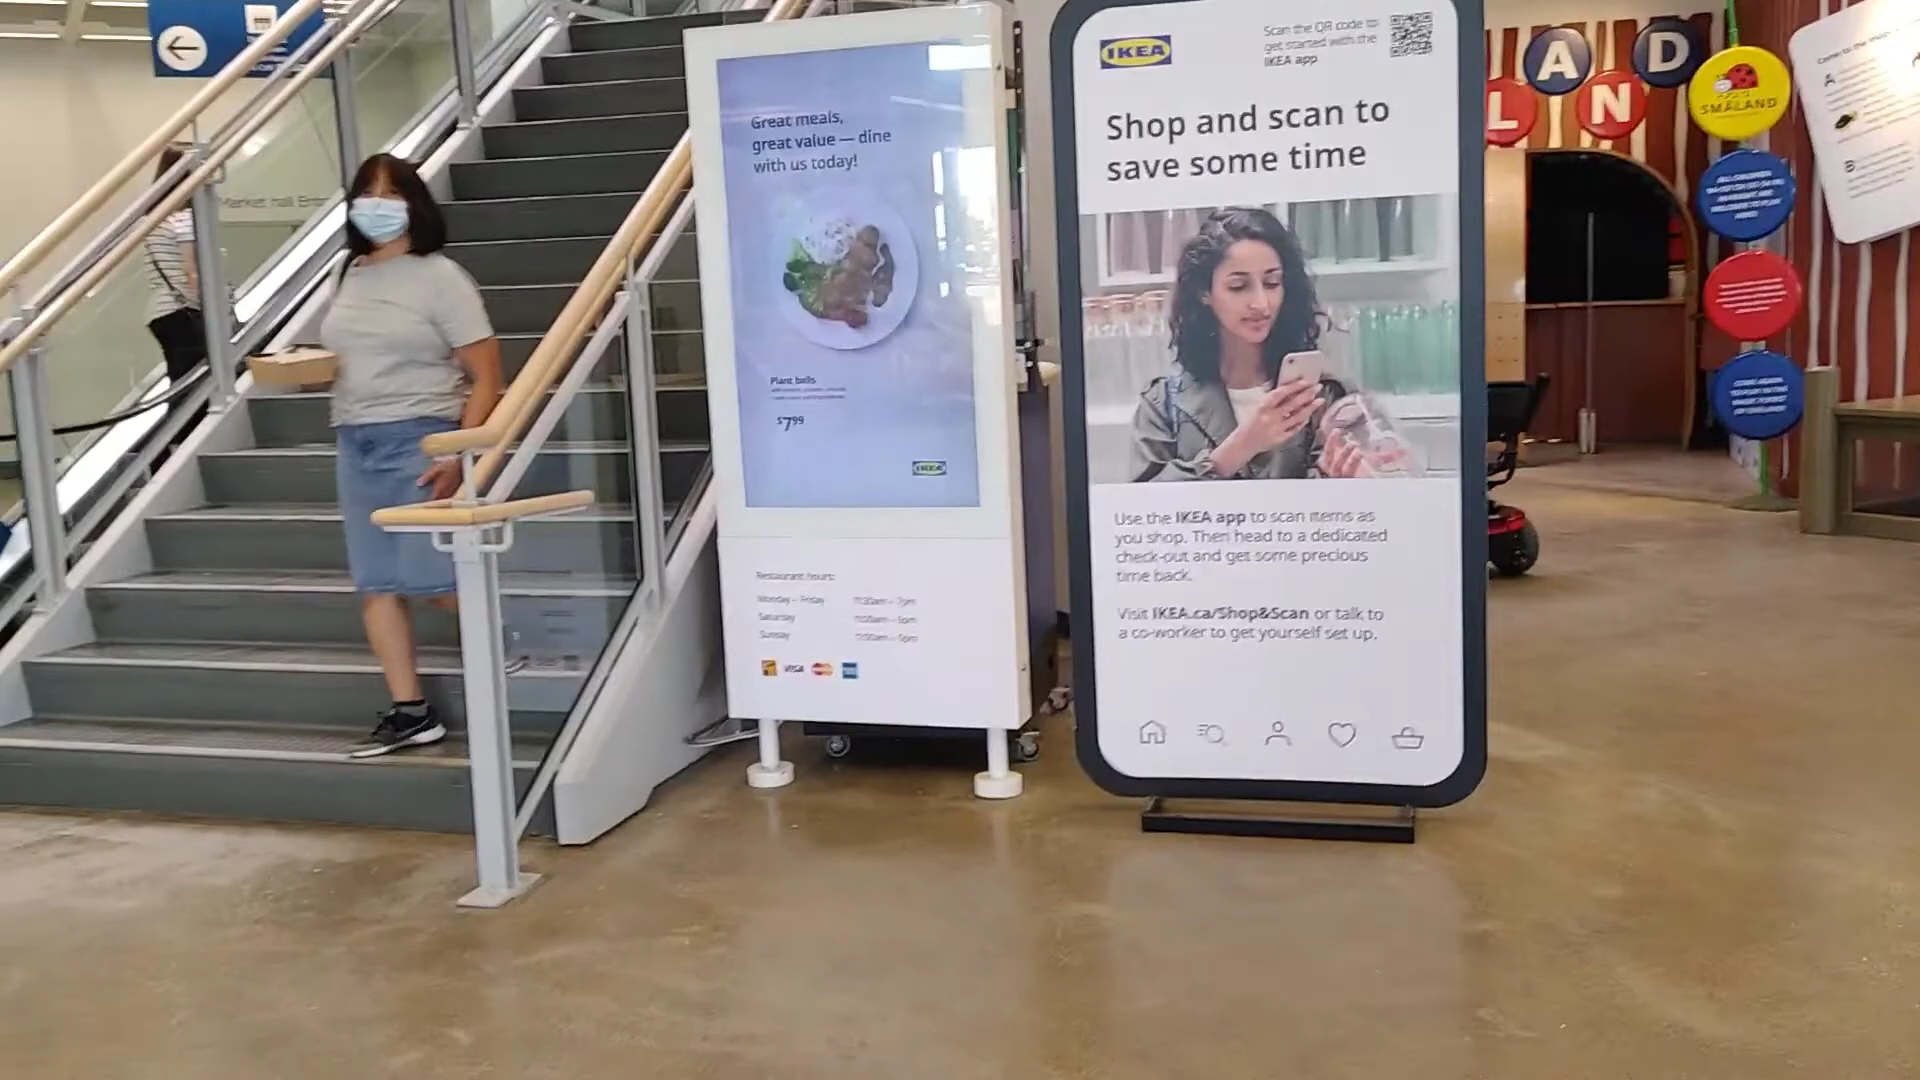 Market hall Entr
Great meals,
great value — dine
with us today!
Plant balls
$7.99
IKEA
Restaurant hours:
Monday – Friday
Saturday
Sunday
VISA
IKEA
Scan the QR code to
get started with the
IKEA app
Shop and scan to
save some time
Use the IKEA app to scan items as
you shop. Then head to a dedicated
check-out and get some precious
time back.
Visit IKEA.ca/Shop&Scan or talk to
a co-worker to get yourself set up.
L A N D
SMÅLAND
A
B